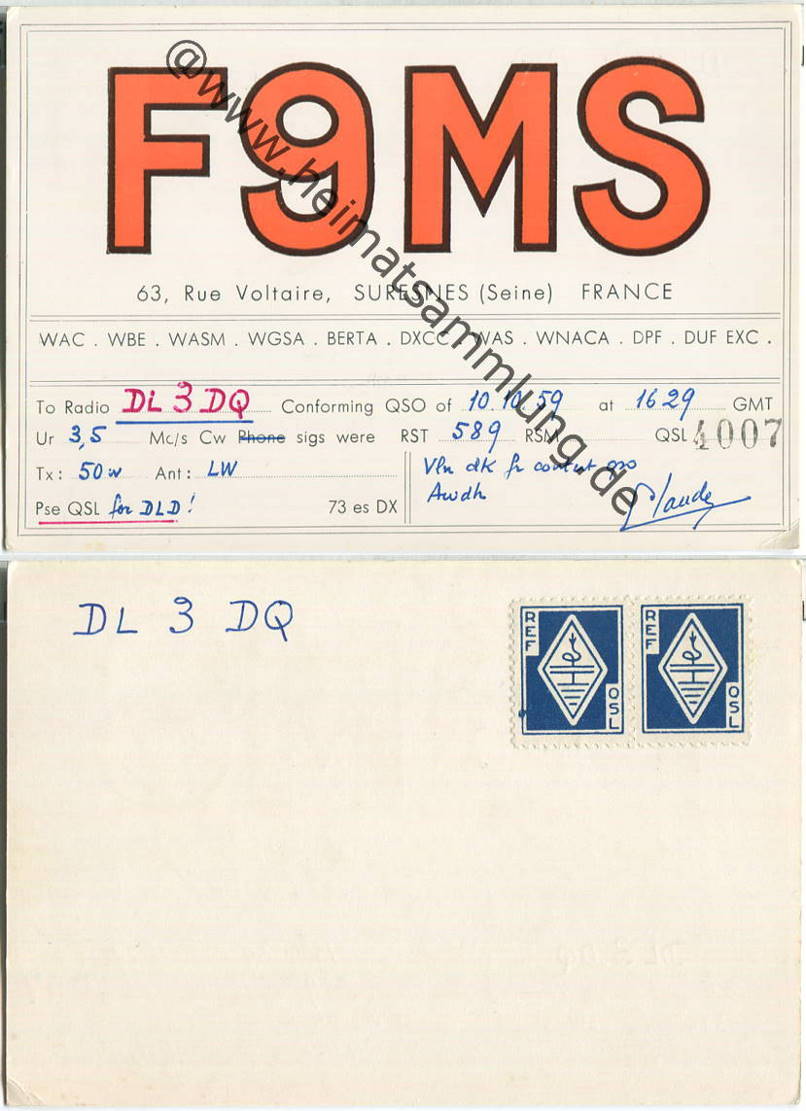 F9MS
63, Rue Voltaire, SURESNES (Seine) FRANCE
WAC . WBE . WASM . WGSA . BERTA . DXCC . WAS . WNACA . DPF . DUF EXC .
To Radio DL 3 DQ Conforming QSO of 10.10.59 at 1629 GMT
Ur 3,5 Mc/s Cw Phone sigs were RST 589 RSM QSL 4007
Tx: 50w Ant: LW
Vln dk fr qso
Awdh
Claude
Pse QSL for DLD! 73 es DX
@www.heimatsammlung.de
DL 3 DQ
REF QSL
REF QSL